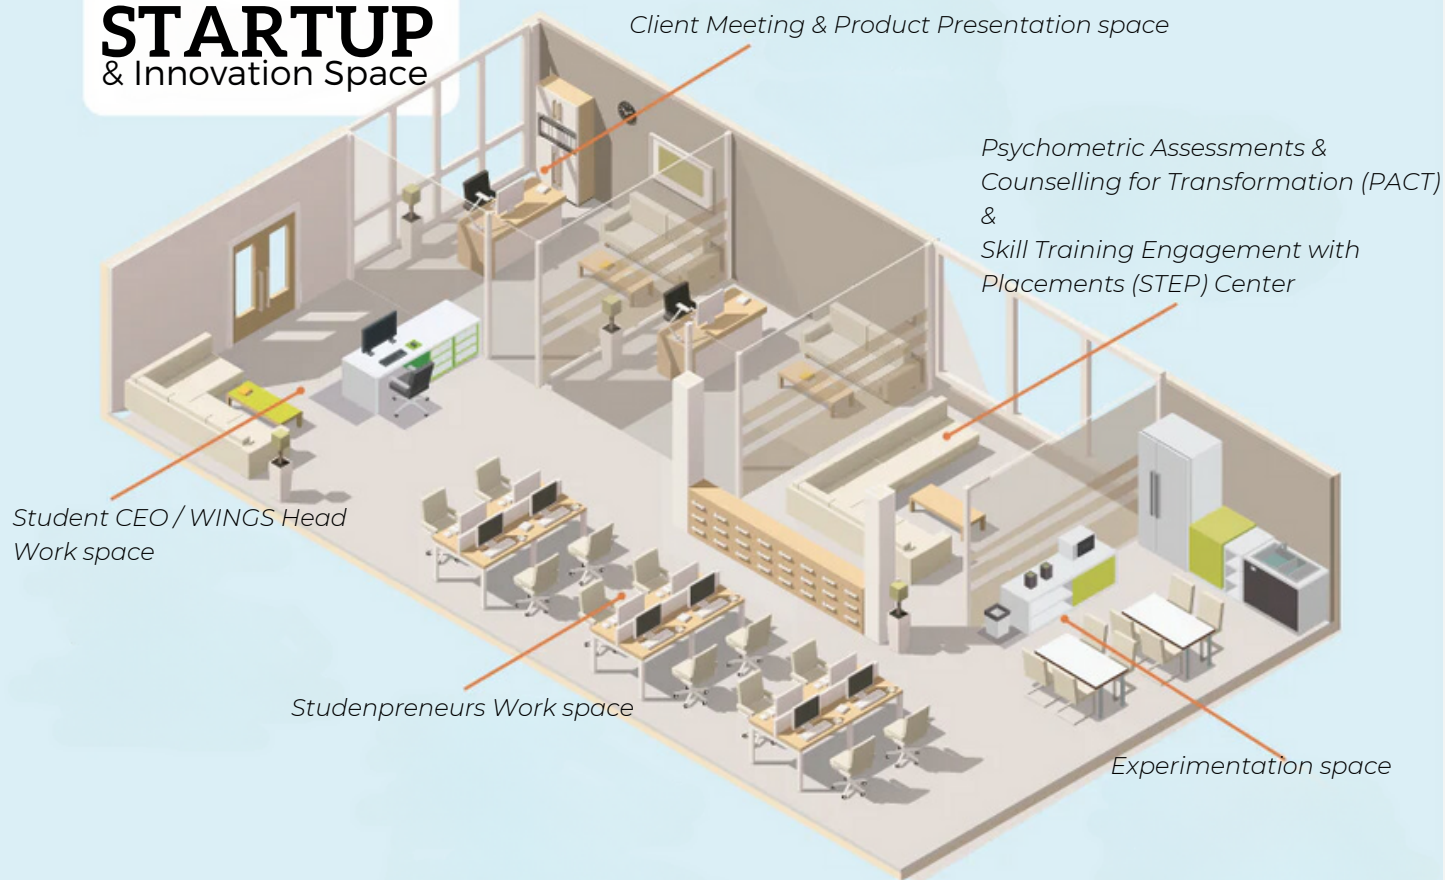 STARTUP
& Innovation Space
Client Meeting & Product Presentation space
Psychometric Assessments &
Counselling for Transformation (PACT)
&
Skill Training Engagement with
Placements (STEP) Center
Student CEO / WINGS Head
Work space
Studenpreneurs Work space
Experimentation space